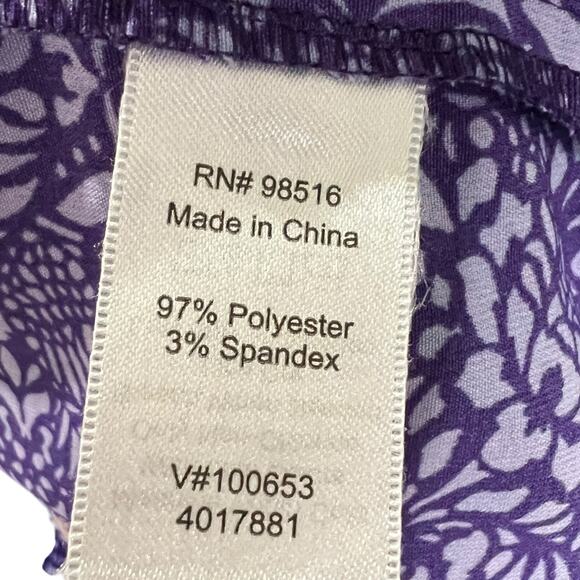 RN# 98516
Made in China
97% Polyester
3% Spandex
V#100653
4017881